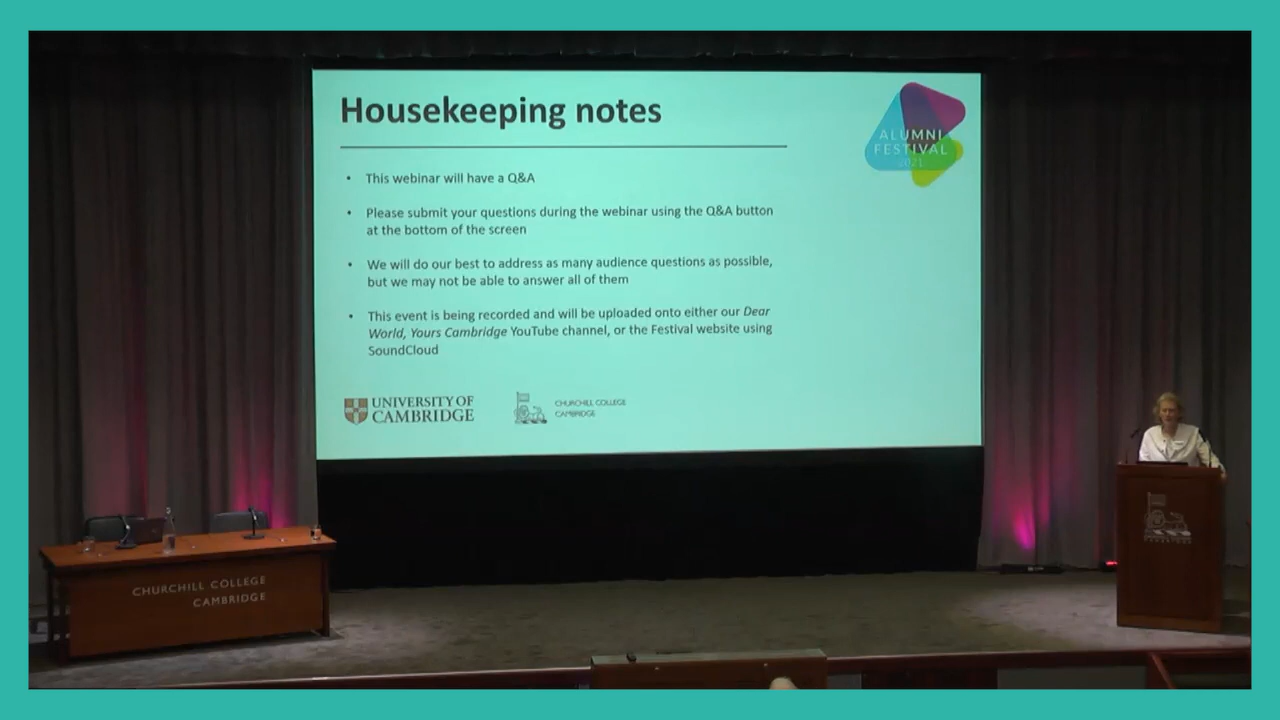 Housekeeping notes
ALUMNI
FESTIVAL
2021
• This webinar will have a Q&A
• Please submit your questions during the webinar using the Q&A button
at the bottom of the screen
• We will do our best to address as many audience questions as possible,
but we may not be able to answer all of them
• This event is being recorded and will be uploaded onto either our Dear
World, Yours Cambridge YouTube channel, or the Festival website using
SoundCloud
UNIVERSITY OF
CAMBRIDGE
CHURCHILL COLLEGE
CAMBRIDGE
CHURCHILL COLLEGE
CAMBRIDGE